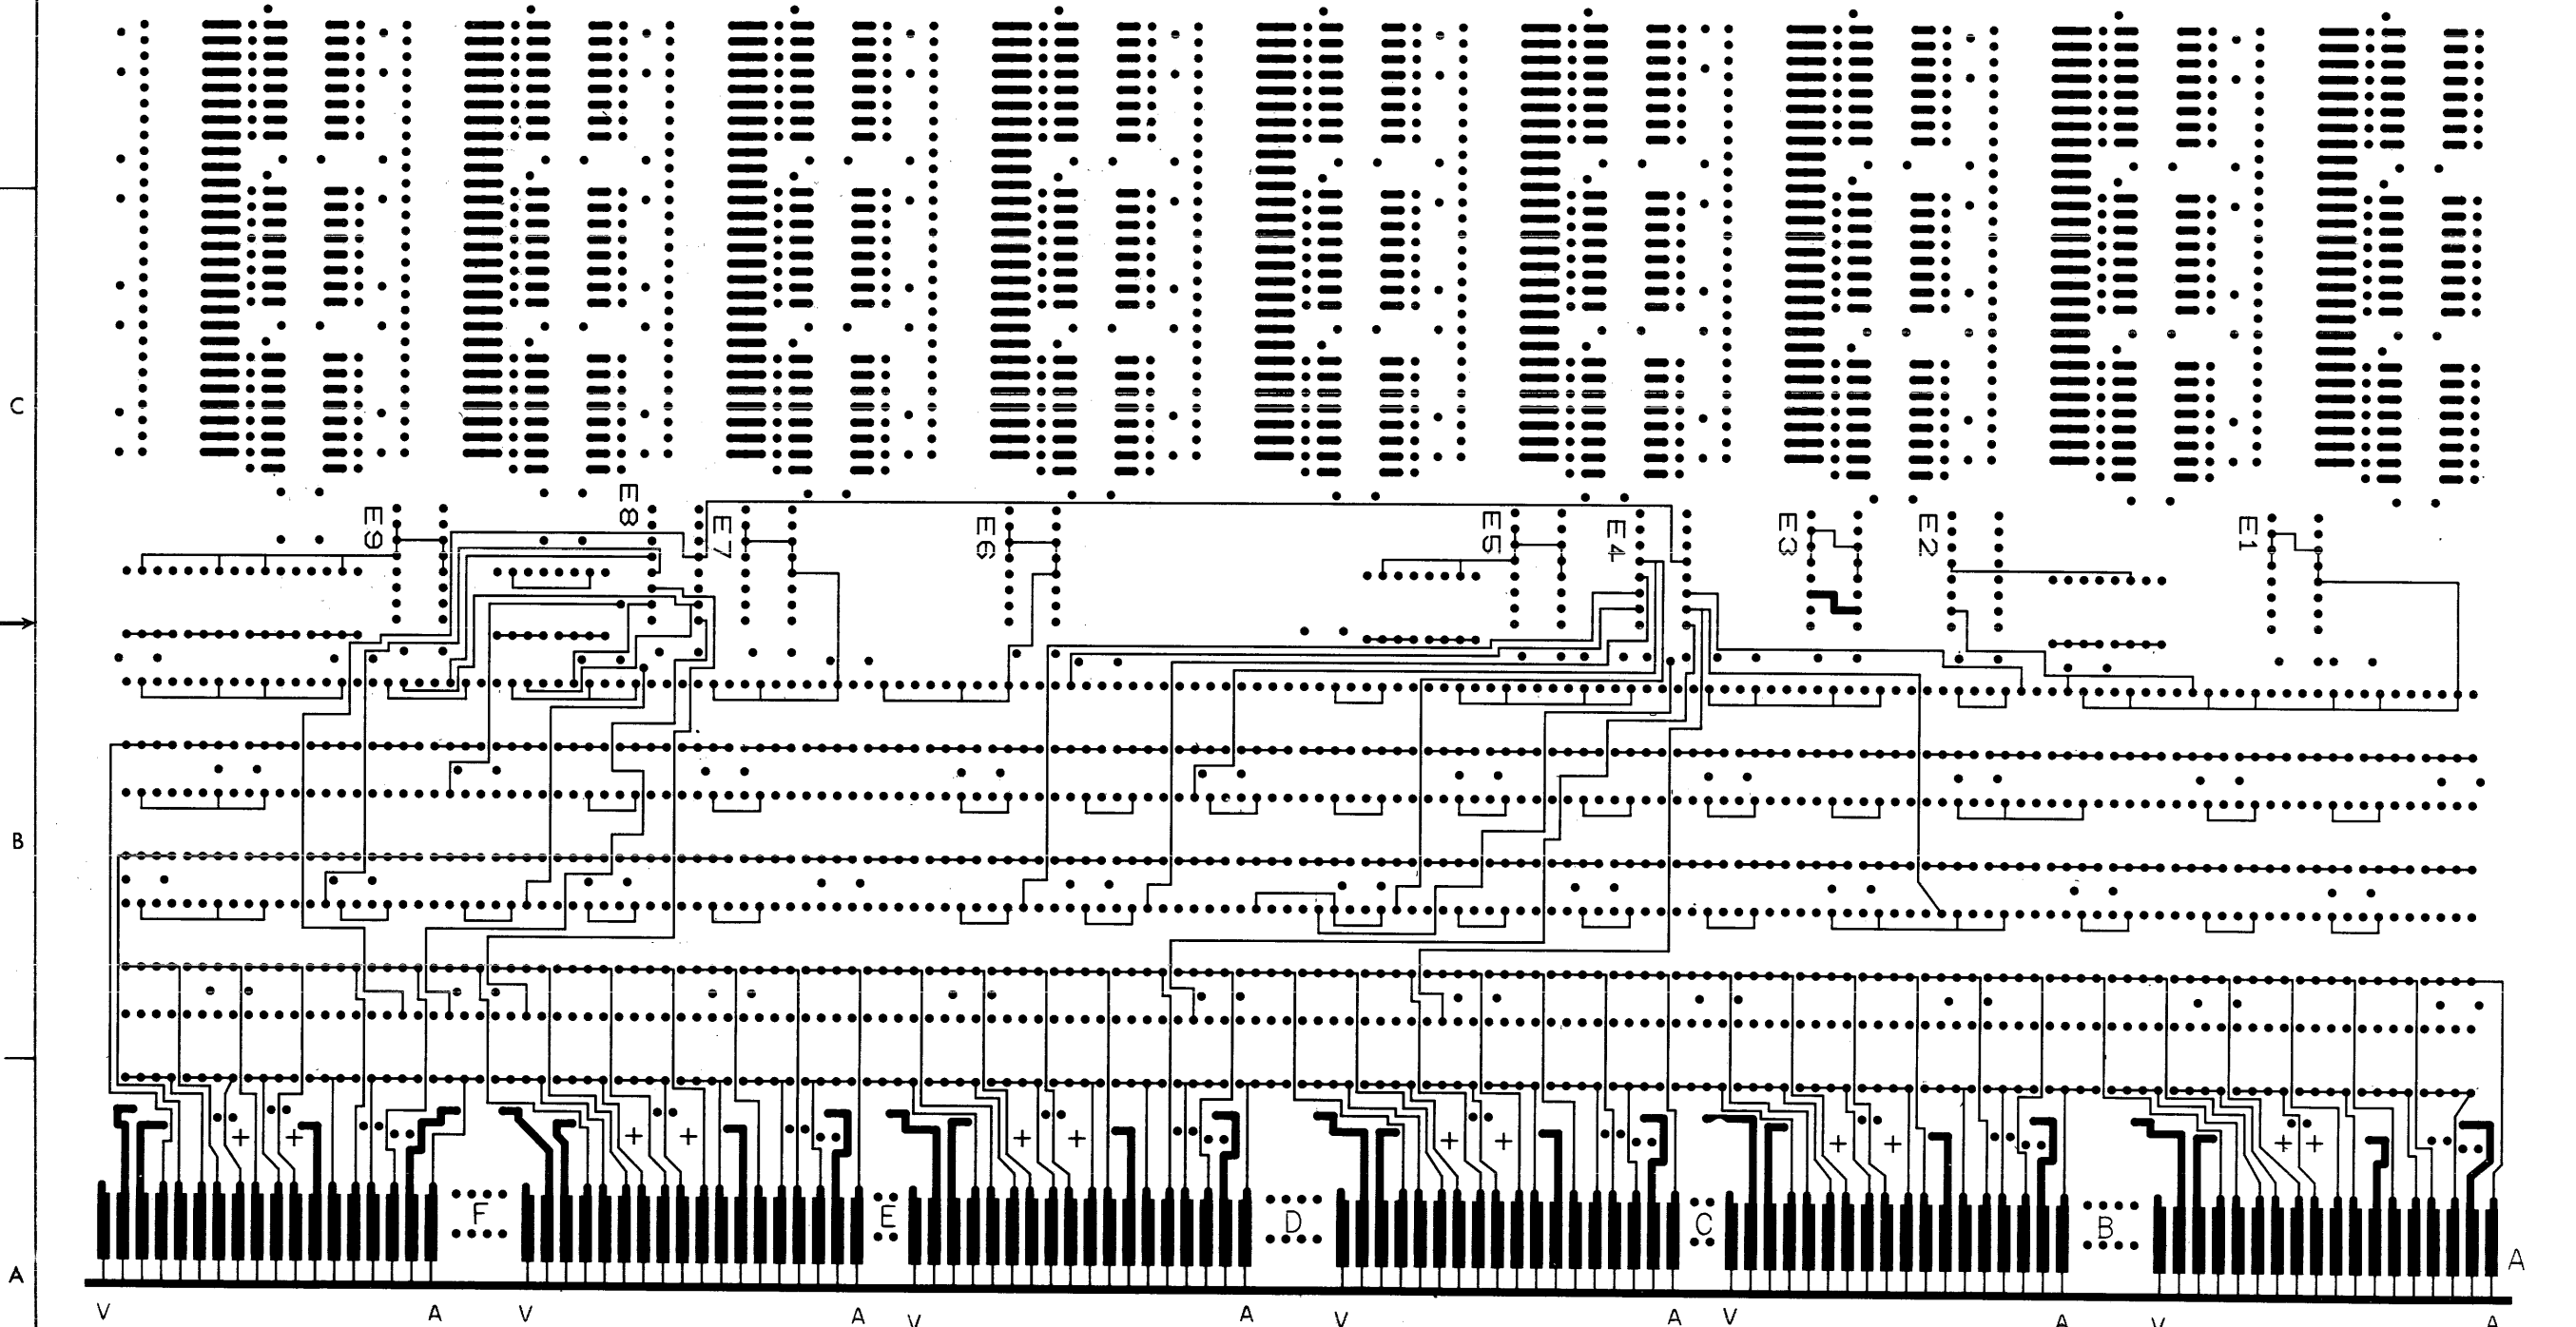 C
E9
E8
E7
E6
E5
E4
E3
E2
E1
B
+ + + + + + + + + + + +
F E D C B A
A
V A V A V A V A V A V A